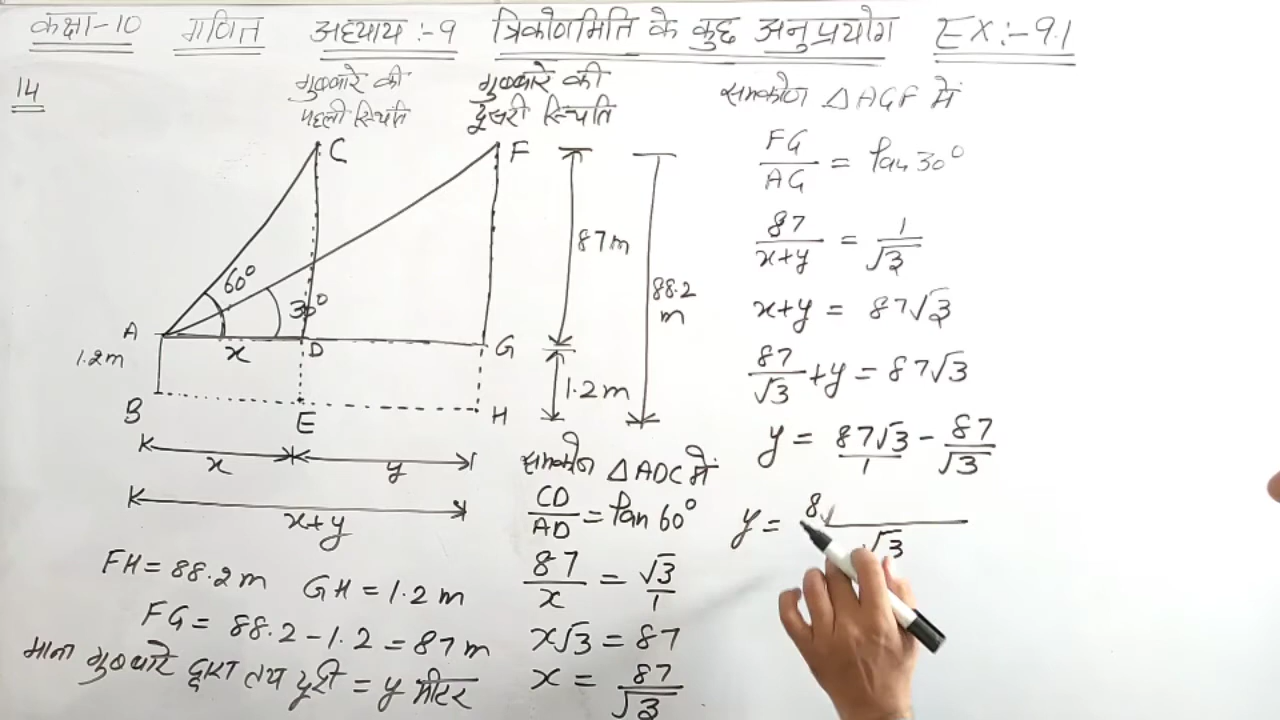 कक्षा-10 गणित अध्याय :- 9 त्रिकोणमिति के कुछ अनुप्रयोग EX:-9.1
14
गुब्बारे की
पहली स्थिति
गुब्बारे की
दूसरी स्थिति
C
F
60°
30°
A
x
D
G
1.2m
B
E
H
x
y
x+y
87m
88.2
m
1.2m
FH = 88.2 m GH = 1.2 m
FG = 88.2 - 1.2 = 87 m
माना गुब्बारे द्वारा तय दूरी = y मीटर
समकोण △ADC में
CD/AD = tan 60°
87/x = √3/1
x√3 = 87
x = 87/√3
समकोण △AGF में
FG/AG = tan 30°
87/x+y = 1/√3
x+y = 87√3
87/√3 + y = 87√3
y = 87√3/1 - 87/√3
y = 8 /√3